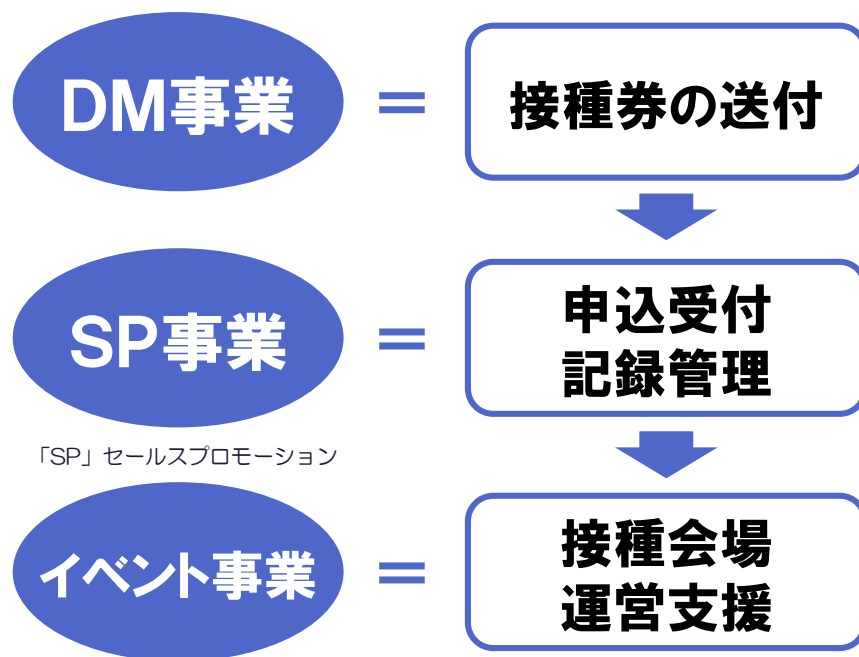 DM事業
=
接種券の送付
SP事業
=
申込受付
記録管理
「SP」セールスプロモーション
イベント事業
=
接種会場
運営支援